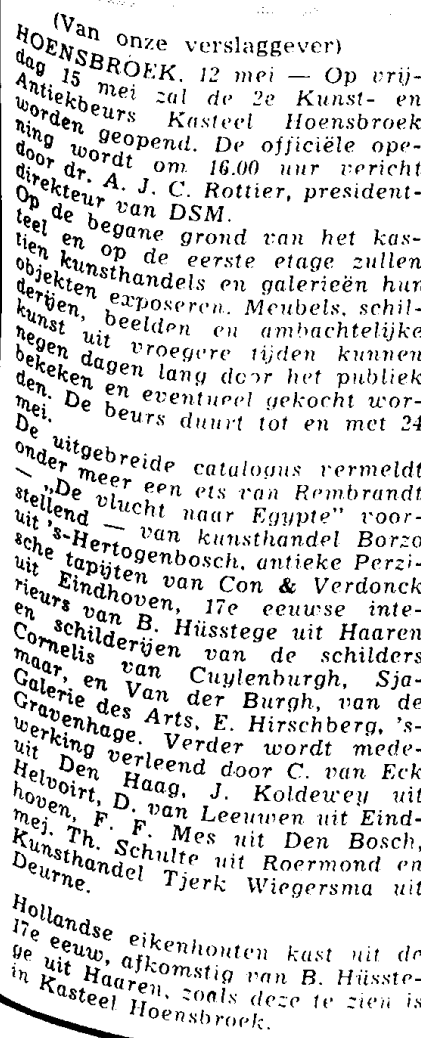 (Van onze verslaggever)
HOENSBROEK, 12 mei — Op vrij-
dag 15 mei zal de 2e Kunst- en
Antiekbeurs Kasteel Hoensbroek
worden geopend. De officiële ope-
ning wordt om 16.00 uur vericht
door dr. A. J. C. Rottier, president-
direkteur van DSM.
Op de begane grond van het kas-
teel en op de eerste etage zullen
tien kunsthandels en galerieën hun
objekten exposeren. Meubels, schil-
derijen, beelden en ambachtelijke
kunst uit vroegere tijden kunnen
negen dagen lang door het publiek
bekeken en eventueel gekocht wor-
den. De beurs duurt tot en met 24
mei.
De uitgebreide catalogus vermeldt
onder meer een ets van Rembrandt
— „De vlucht naar Egypte” voor-
stellend — van kunsthandel Borzo
uit 's-Hertogenbosch, antieke Perzi-
sche tapijten van Con & Verdonck
uit Eindhoven, 17e eeuwse inte-
rieurs van B. Hüsstege uit Haaren
en schilderijen van de schilders
Cornelis van Cuylenburgh, Sja-
maar, en Van der Burgh, van de
Galerie des Arts, E. Hirschberg, 's-
Gravenhage. Verder wordt mede-
werking verleend door C. van Eck
uit Den Haag, J. Koldewey uit
Helvoirt, D. van Leeuwen uit Eind-
hoven, F. F. Mes uit Den Bosch,
mej. Th. Schulte uit Roermond en
Kunsthandel Tjerk Wiegersma uit
Deurne.
Hollandse eikenhouten kast uit de
17e eeuw, afkomstig van B. Hüsste-
ge uit Haaren, zoals deze te zien is
in Kasteel Hoensbroek.